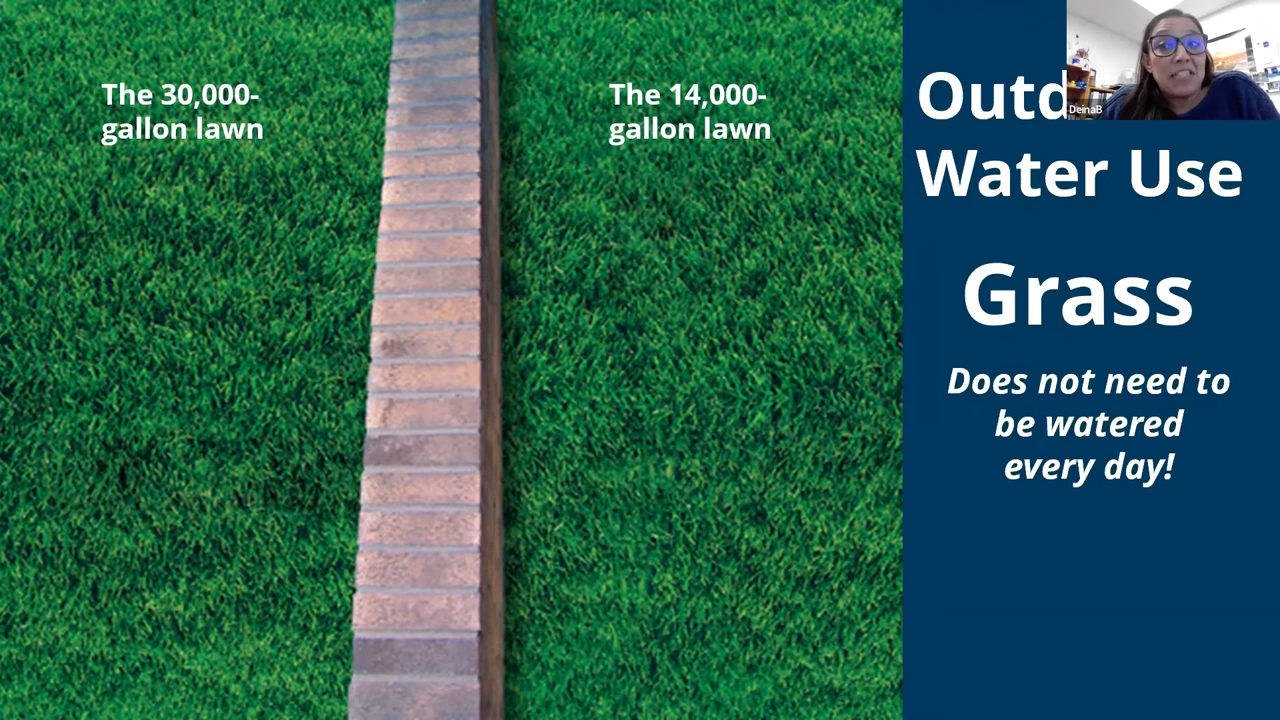 The 30,000-
gallon lawn
The 14,000-
gallon lawn
Outd
Water Use
Grass
Does not need to
be watered
every day!
DeinaB